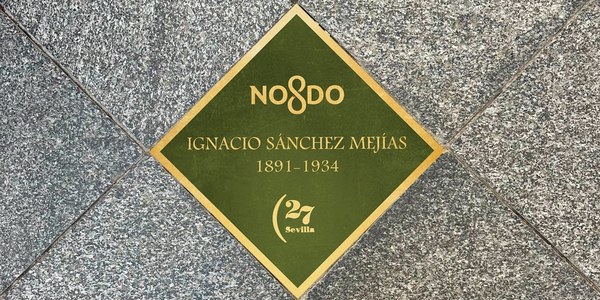 NO8DO
IGNACIO SÁNCHEZ MEJÍAS
1891-1934
(27
Sevilla